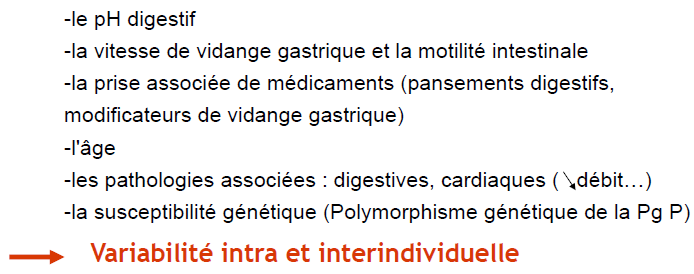 -le pH digestif
-la vitesse de vidange gastrique et la motilité intestinale
-la prise associée de médicaments (pansements digestifs,
modificateurs de vidange gastrique)
-l'âge
-les pathologies associées : digestives, cardiaques (↘débit…)
-la susceptibilité génétique (Polymorphisme génétique de la Pg P)
→ Variabilité intra et interindividuelle